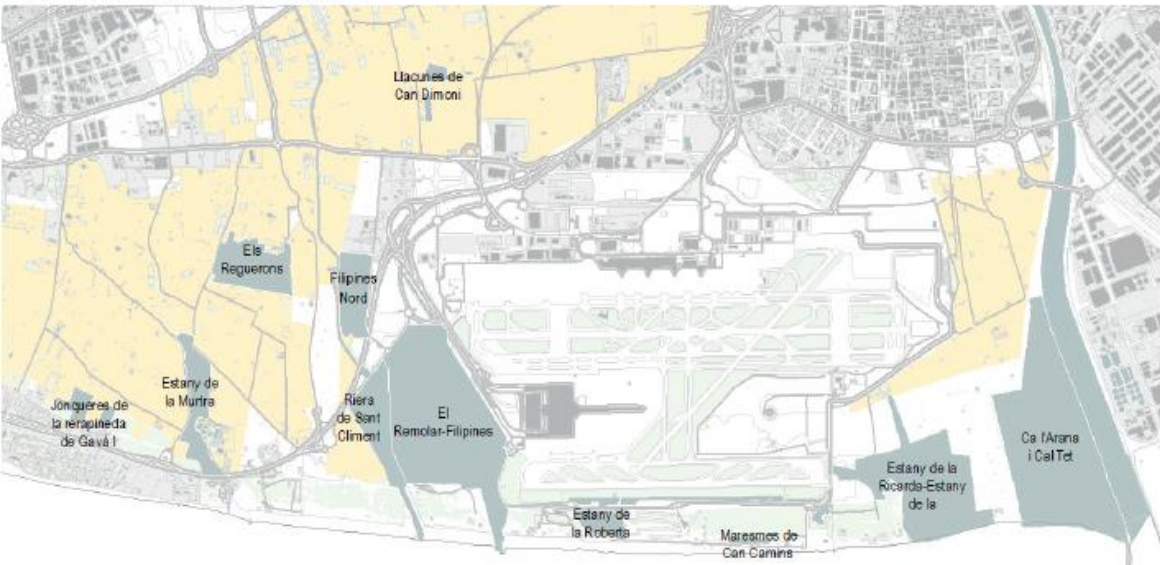 Llacunes de
Can Dimoni
Els
Reguerons
Filipines
Nord
Estany de
la Murtra
Jonqueres de
la rerapineda
de Gavà I
Riera
de Sant
Climent
El
Remolar-Filipines
Ca l'Arana
i Cal Tet
Estany de la
Ricarda-Estany
de la
Estany de
la Roberta
Maresmes de
Can Camins